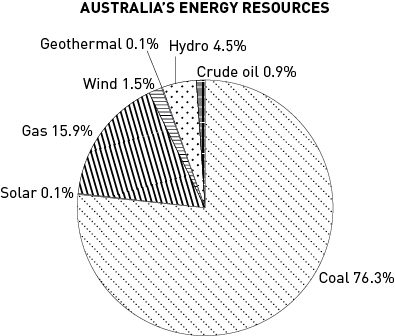 AUSTRALIA'S ENERGY RESOURCES
Geothermal 0.1%
Hydro 4.5%
Crude oil 0.9%
Wind 1.5%
Gas 15.9%
Solar 0.1%
Coal 76.3%